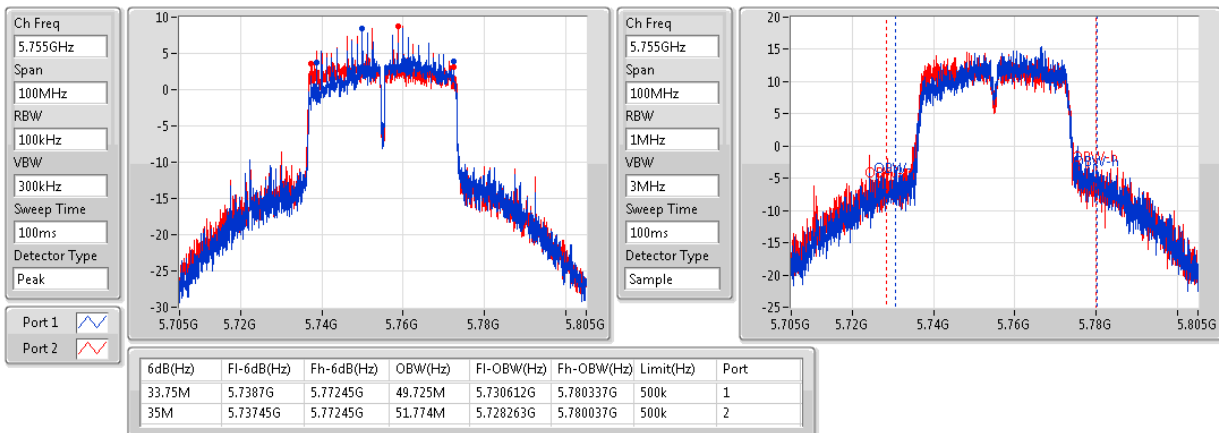 Ch Freq
5.755GHz
Span
100MHz
RBW
100kHz
VBW
300kHz
Sweep Time
100ms
Detector Type
Peak
10
5
0
-5
-10
-15
-20
-25
-30
5.705G 5.72G 5.74G 5.76G 5.78G 5.805G
Port 1
Port 2
Ch Freq
5.755GHz
Span
100MHz
RBW
1MHz
VBW
3MHz
Sweep Time
100ms
Detector Type
Sample
20
15
10
5
0
-5
-10
-15
-20
-25
OBW-h
5.705G 5.72G 5.74G 5.76G 5.78G 5.805G
6dB(Hz) Fl-6dB(Hz) Fh-6dB(Hz) OBW(Hz) Fl-OBW(Hz) Fh-OBW(Hz) Limit(Hz) Port
33.75M 5.7387G 5.77245G 49.725M 5.730612G 5.780337G 500k 1
35M 5.73745G 5.77245G 51.774M 5.728263G 5.780037G 500k 2